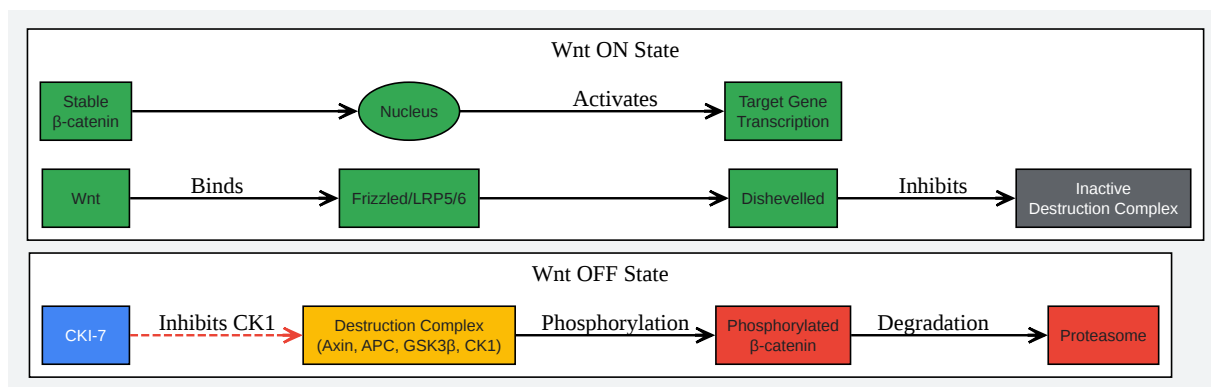 Wnt ON State
Stable
β-catenin
Nucleus
Activates
Target Gene
Transcription
Wnt
Binds
Frizzled/LRP5/6
Dishevelled
Inhibits
Inactive
Destruction Complex
Wnt OFF State
CKI-7
Inhibits CK1
Destruction Complex
(Axin, APC, GSK3β, CK1)
Phosphorylation
Phosphorylated
β-catenin
Degradation
Proteasome